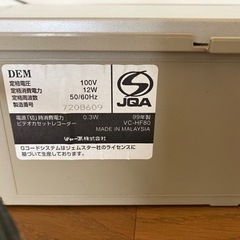 DEM
定格電圧 100V
定格消費電力 12W
定格周波数 50/60Hz
製造番号
7208609
JQA
電源「切」時消費電力 0.3W
ビデオカセットレコーダー
99年製
VC-HF80
MADE IN MALAYSIA
シャープ株式会社
Gコードシステムはジェムスター社のライセンスに
基づいて生産しております。